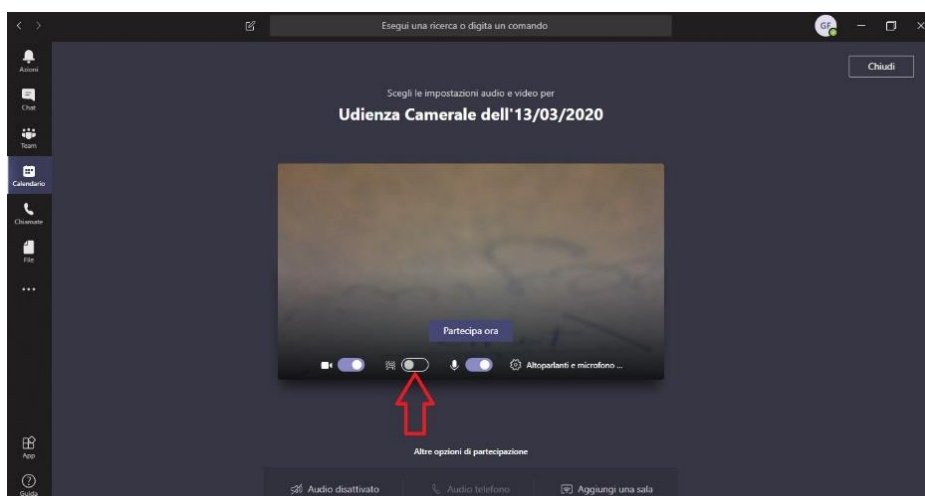 Esegui una ricerca o digita un comando
GF
Azioni
Chat
Team
Calendario
Chiamate
File
Chiudi
Scegli le impostazioni audio e video per
Udienza Camerale dell'13/03/2020
Partecipa ora
Altoparlanti e microfono ...
Altre opzioni di partecipazione
Audio disattivato
Audio telefono
Aggiungi una sala
App
Guida